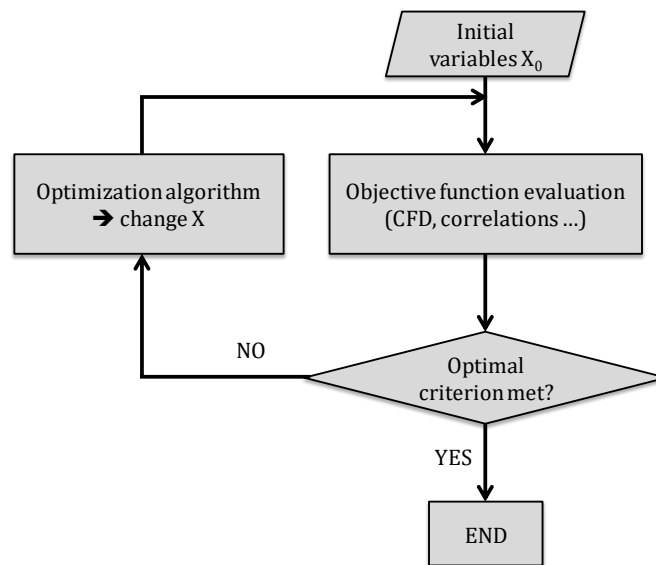 Initial
variables X₀
Optimization algorithm
➔ change X
Objective function evaluation
(CFD, correlations …)
NO
Optimal
criterion met?
YES
END